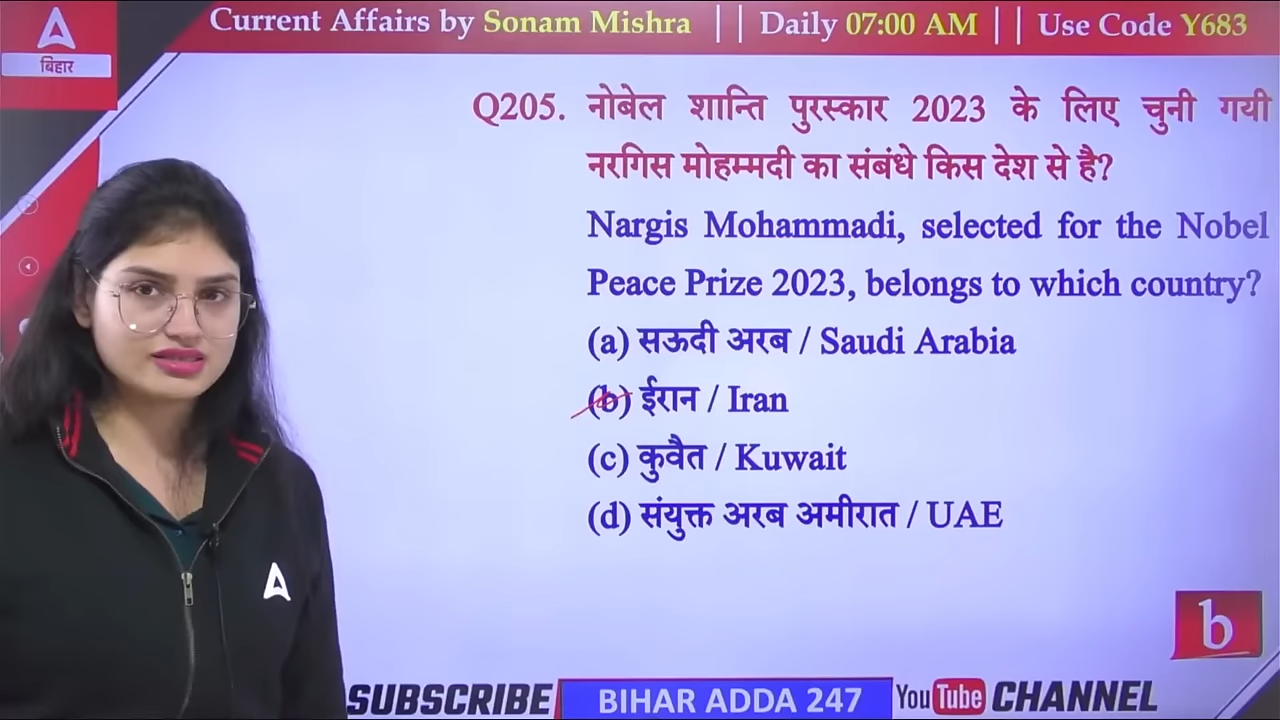 Current Affairs by Sonam Mishra || Daily 07:00 AM || Use Code Y683
बिहार
Q205. नोबेल शान्ति पुरस्कार 2023 के लिए चुनी गयी
नरगिस मोहम्मदी का संबंधे किस देश से है?
Nargis Mohammadi, selected for the Nobel
Peace Prize 2023, belongs to which country?
(a) सऊदी अरब / Saudi Arabia
(b) ईरान / Iran
(c) कुवैत / Kuwait
(d) संयुक्त अरब अमीरात / UAE
b
SUBSCRIBE BIHAR ADDA 247 YouTube CHANNEL